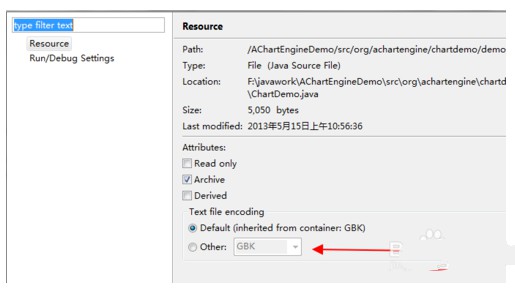 type filter text
Resource
Run/Debug Settings
Resource
Path: /AChartEngineDemo/src/org/achartengine/chartdemo/demo
Type: File (Java Source File)
Location: F:\javawork\AChartEngineDemo\src\org\achartengine\chartd
\ChartDemo.java
Size: 5,050 bytes
Last modified: 2013年5月15日上午10:56:36
Attributes:
Read only
Archive
Derived
Text file encoding
Default (inherited from container: GBK)
Other: GBK